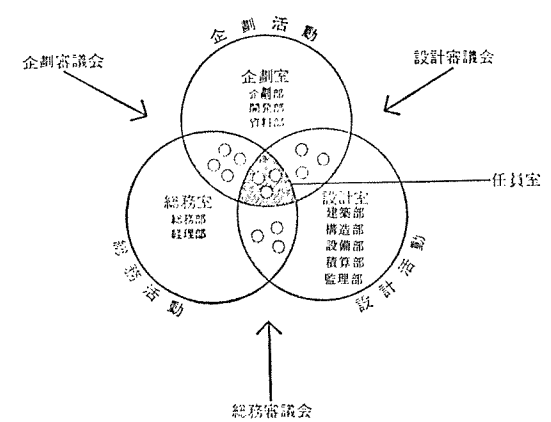 企劃活動
企劃審議会
設計審議会
企劃室
企劃部
開発部
資料部
任員室
総務室
総務部
経理部
設計室
建築部
構造部
設備部
積算部
監理部
総務活動
設計活動
総務審議会